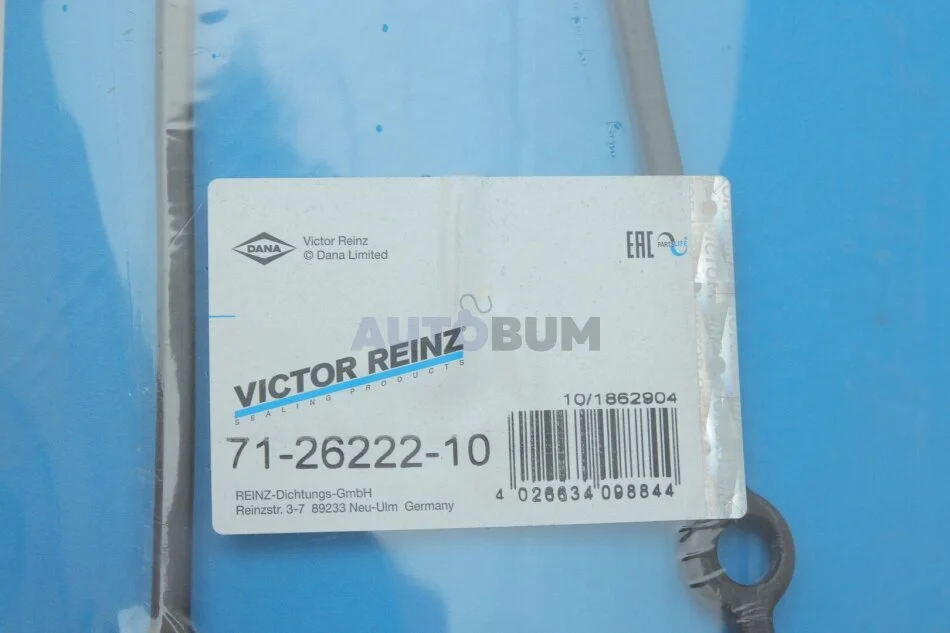 DANA
Victor Reinz
© Dana Limited
EAC
PARTSLIFE
AUTOBUM
VICTOR REINZ
SEALING PRODUCTS
10/1862904
71-26222-10
4 026634 098844
REINZ-Dichtungs-GmbH
Reinzstr. 3-7 89233 Neu-Ulm Germany